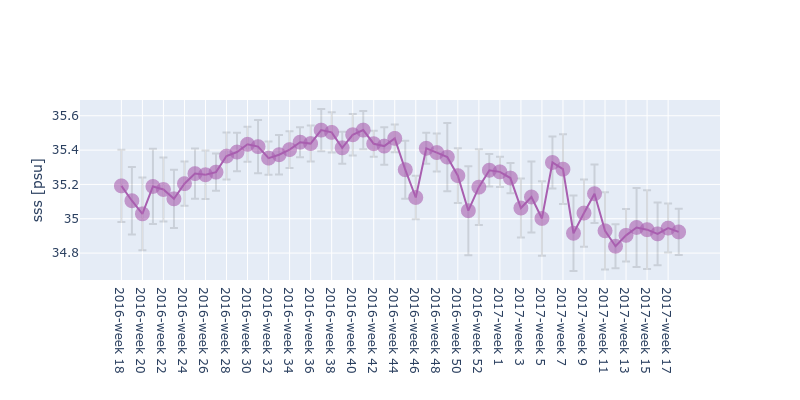 35.6
35.4
35.2
35
34.8
sss [psu]
2016-week 18
2016-week 20
2016-week 22
2016-week 24
2016-week 26
2016-week 28
2016-week 30
2016-week 32
2016-week 34
2016-week 36
2016-week 38
2016-week 40
2016-week 42
2016-week 44
2016-week 46
2016-week 48
2016-week 50
2016-week 52
2017-week 1
2017-week 3
2017-week 5
2017-week 7
2017-week 9
2017-week 11
2017-week 13
2017-week 15
2017-week 17